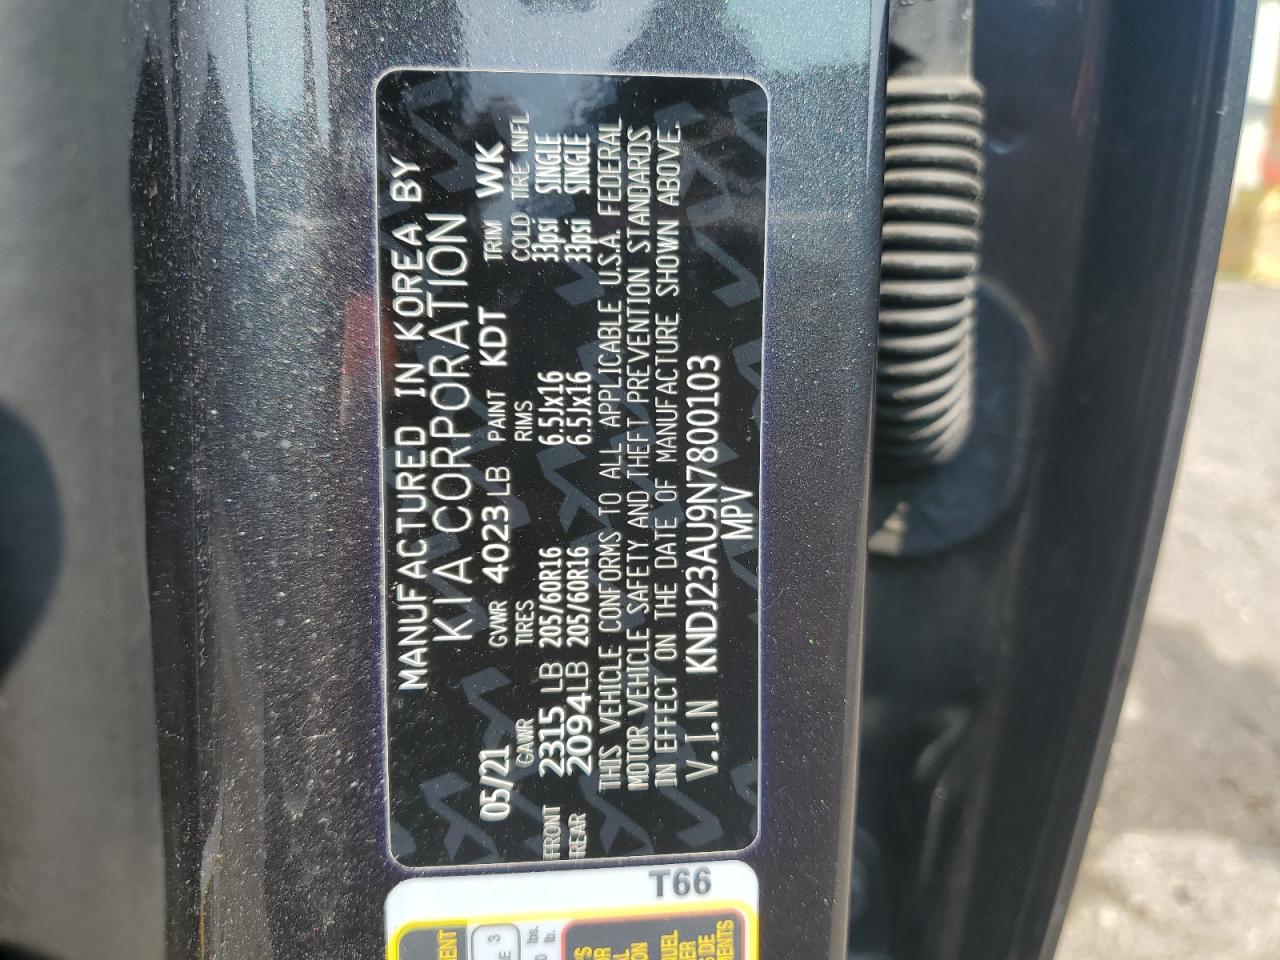 MANUFACTURED IN KOREA BY
KIA CORPORATION
05/21 GVWR 4023 LB PAINT KDT TRIM WK
GAWR TIRES RIMS COLD TIRE INFL
FRONT 2315 LB 205/60R16 6.5Jx16 33psi SINGLE
REAR 2094 LB 205/60R16 6.5Jx16 33psi SINGLE
THIS VEHICLE CONFORMS TO ALL APPLICABLE U.S.A. FEDERAL
MOTOR VEHICLE SAFETY AND THEFT PREVENTION STANDARDS
IN EFFECT ON THE DATE OF MANUFACTURE SHOWN ABOVE.
V.I.N KNDJ23AU9N7800103
MPV
T66